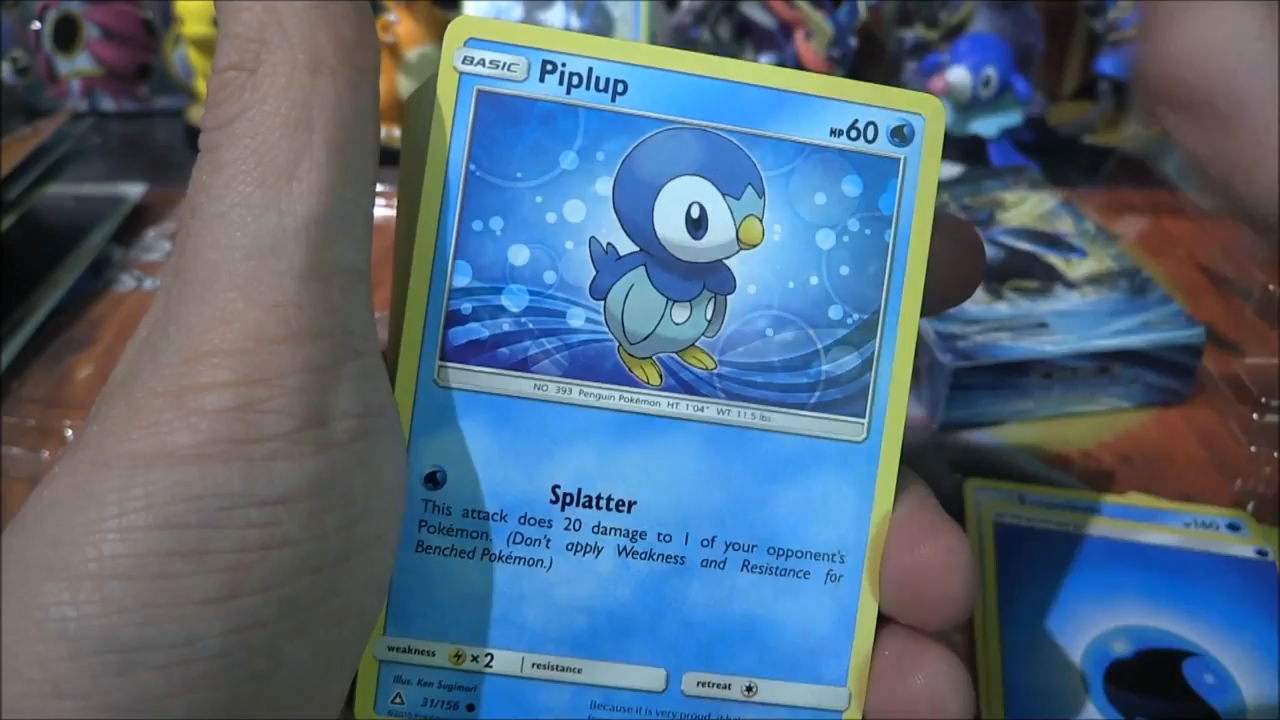 BASIC Piplup HP60
NO. 393 Penguin Pokémon HT: 1'04" WT: 11.5 lbs
Splatter
This attack does 20 damage to 1 of your opponent's
Pokémon. (Don't apply Weakness and Resistance for
Benched Pokémon.)
weakness ×2 resistance retreat
Illus. Ken Sugimori
31/156
Because it is very proud, it